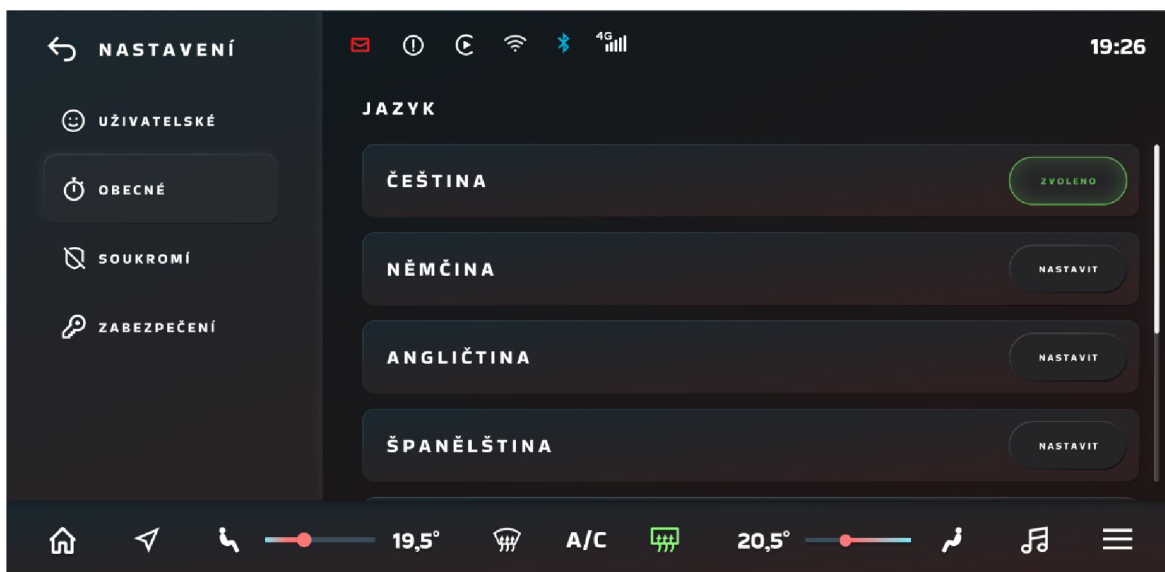 NASTAVENÍ
4G
19:26
UŽIVATELSKÉ
OBECNÉ
SOUKROMÍ
ZABEZPEČENÍ
JAZYK
ČEŠTINA
ZVOLENO
NĚMČINA
NASTAVIT
ANGLIČTINA
NASTAVIT
ŠPANĚLŠTINA
NASTAVIT
19,5°
A/C
20,5°